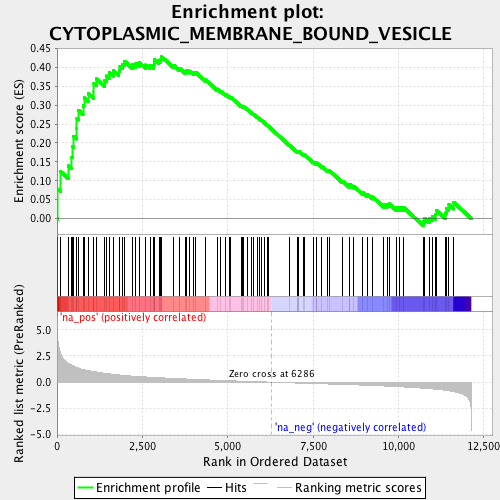 Enrichment plot:
CYTOPLASMIC_MEMBRANE_BOUND_VESICLE
Enrichment score (ES)
0.45
0.40
0.35
0.30
0.25
0.20
0.15
0.10
0.05
0.00
'na_pos' (positively correlated)
Ranked list metric (PreRanked)
5.0
2.5
0.0
-2.5
-5.0
Zero cross at 6286
'na_neg' (negatively correlated)
0
2,500
5,000
7,500
10,000
12,500
Rank in Ordered Dataset
Enrichment profile
Hits
Ranking metric scores